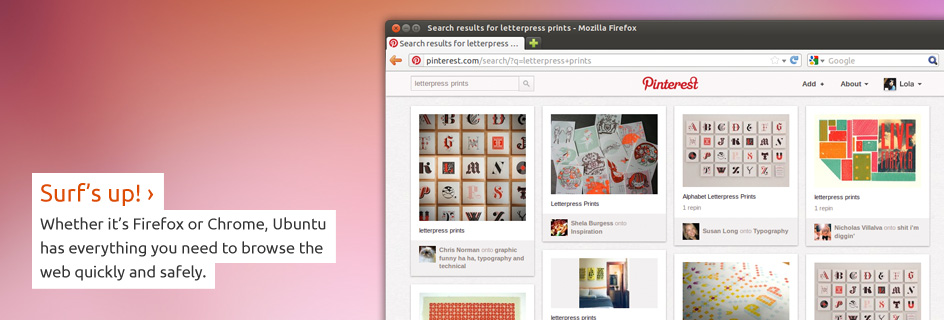 Surf's up! ›
Whether it's Firefox or Chrome, Ubuntu
has everything you need to browse the
web quickly and safely.
Search results for letterpress prints - Mozilla Firefox
Search results for letterpress prints ...
pinterest.com/search/?q=letterpress+prints
Google
letterpress prints
Pinterest
Add +
About
Lola
letterpress prints
Chris Norman onto graphic
funny ha ha, typography and
technical
Letterpress Prints
Shela Burgess onto
Inspiration
letterpress prints
Alphabet Letterpress Prints
1 repin
Susan Long onto Typography
letterpress prints
1 repin
Nicholas Villalva onto shit i'm
diggin'
LIVE